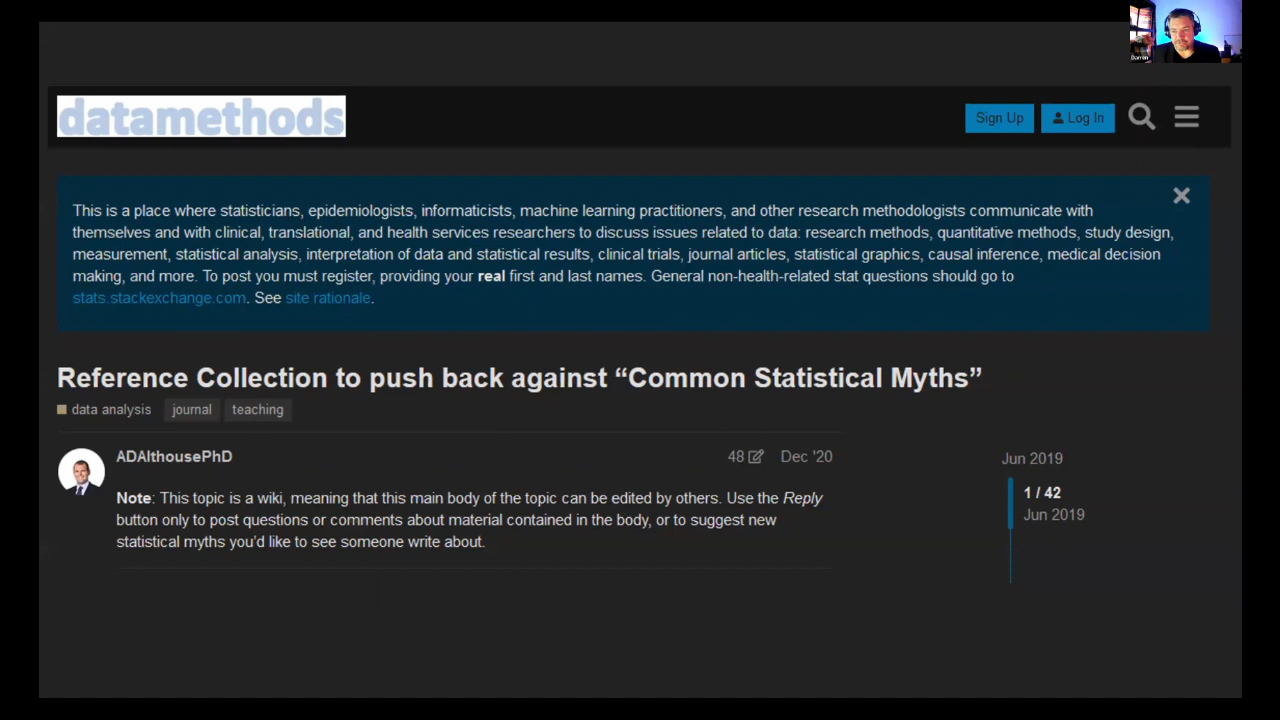 Darren
datamethods
Sign Up
Log In
This is a place where statisticians, epidemiologists, informaticists, machine learning practitioners, and other research methodologists communicate with
themselves and with clinical, translational, and health services researchers to discuss issues related to data: research methods, quantitative methods, study design,
measurement, statistical analysis, interpretation of data and statistical results, clinical trials, journal articles, statistical graphics, causal inference, medical decision
making, and more. To post you must register, providing your real first and last names. General non-health-related stat questions should go to
stats.stackexchange.com. See site rationale.
Reference Collection to push back against “Common Statistical Myths”
data analysis journal teaching
ADAlthousePhD
48 Dec '20
Note: This topic is a wiki, meaning that this main body of the topic can be edited by others. Use the Reply
button only to post questions or comments about material contained in the body, or to suggest new
statistical myths you’d like to see someone write about.
Jun 2019
1 / 42
Jun 2019